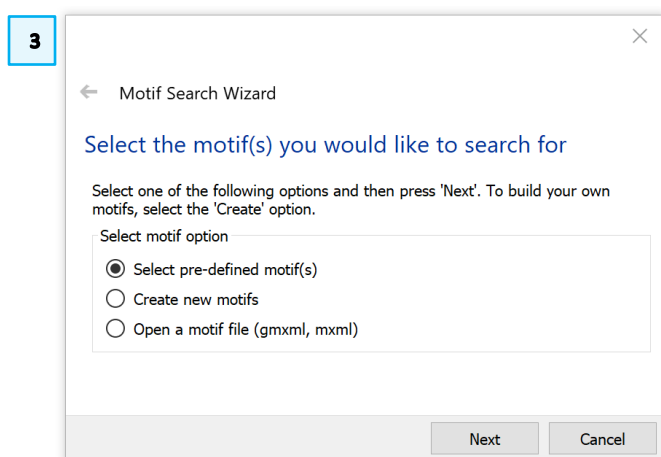 3
Motif Search Wizard
Select the motif(s) you would like to search for
Select one of the following options and then press 'Next'. To build your own
motifs, select the 'Create' option.
Select motif option
Select pre-defined motif(s)
Create new motifs
Open a motif file (gmxml, mxml)
Next Cancel